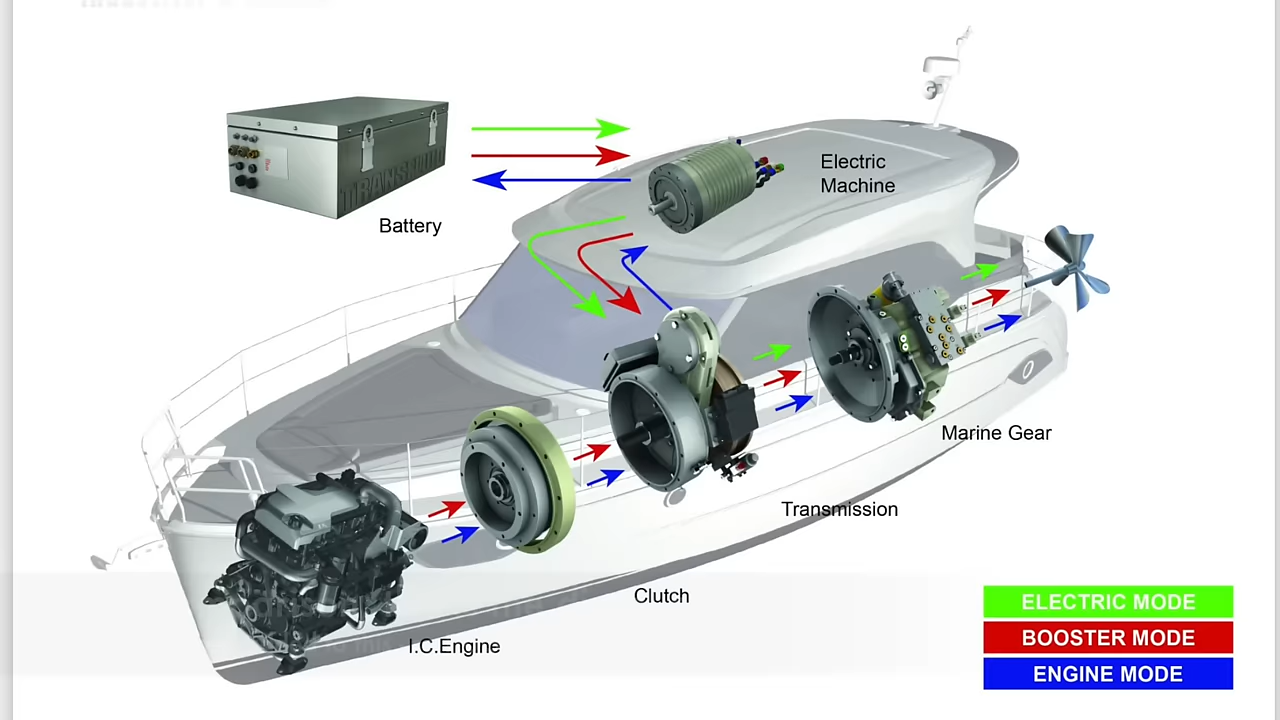 Electric
Machine
Battery
Marine Gear
Transmission
Clutch
I.C.Engine
ELECTRIC MODE
BOOSTER MODE
ENGINE MODE